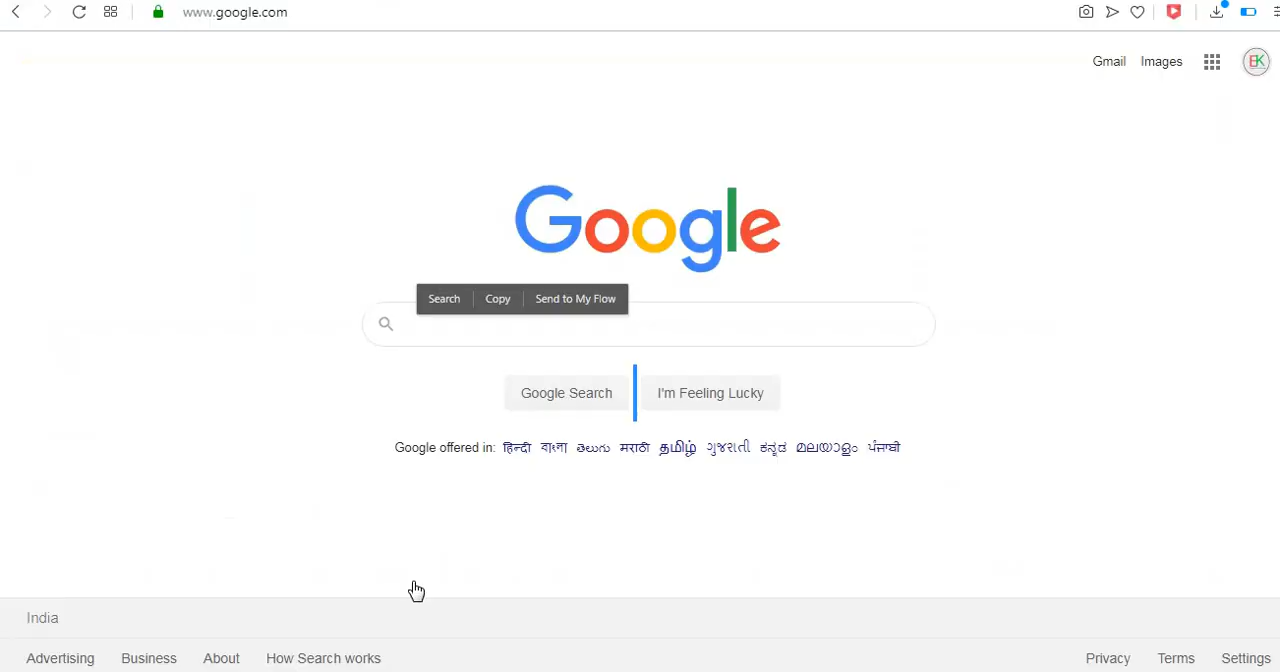 www.google.com
Gmail Images EK
Google
Search Copy Send to My Flow
Google Search I'm Feeling Lucky
Google offered in: हिन्दी বাংলা తెలుగు मराठी தமிழ் ગુજરાતી ಕನ್ನಡ മലയാളം ਪੰਜਾਬੀ
India
Advertising Business About How Search works Privacy Terms Settings